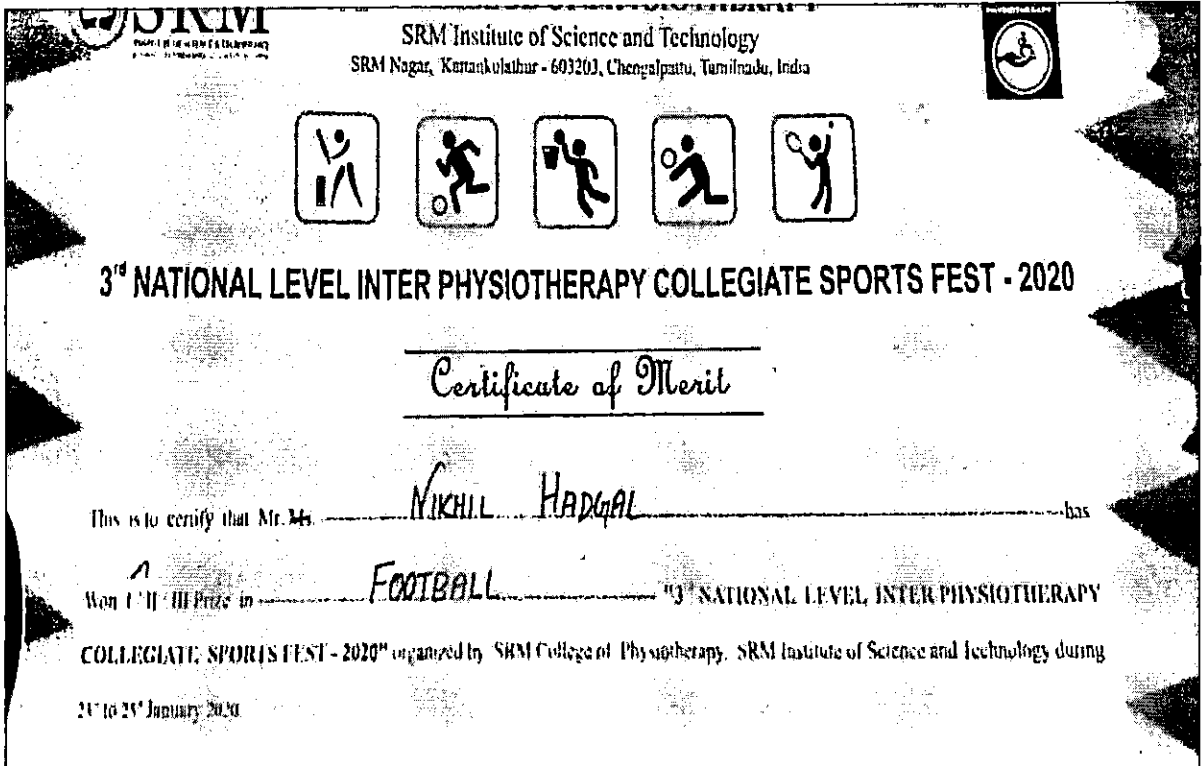 SRM
SRM Institute of Science and Technology
SRM Nagar, Kattankulathur - 603203, Chengalpattu, Tamilnadu, India
PHYSIOTHERAPY
3rd NATIONAL LEVEL INTER PHYSIOTHERAPY COLLEGIATE SPORTS FEST - 2020
Certificate of Merit
This is to certify that Mr. Ms. NIKHIL HADGAL has
Won I / II / III Prize in FOOTBALL "3rd NATIONAL LEVEL INTER PHYSIOTHERAPY
COLLEGIATE SPORTS FEST - 2020" organized by SRM College of Physiotherapy, SRM Institute of Science and Technology during
to January 2020